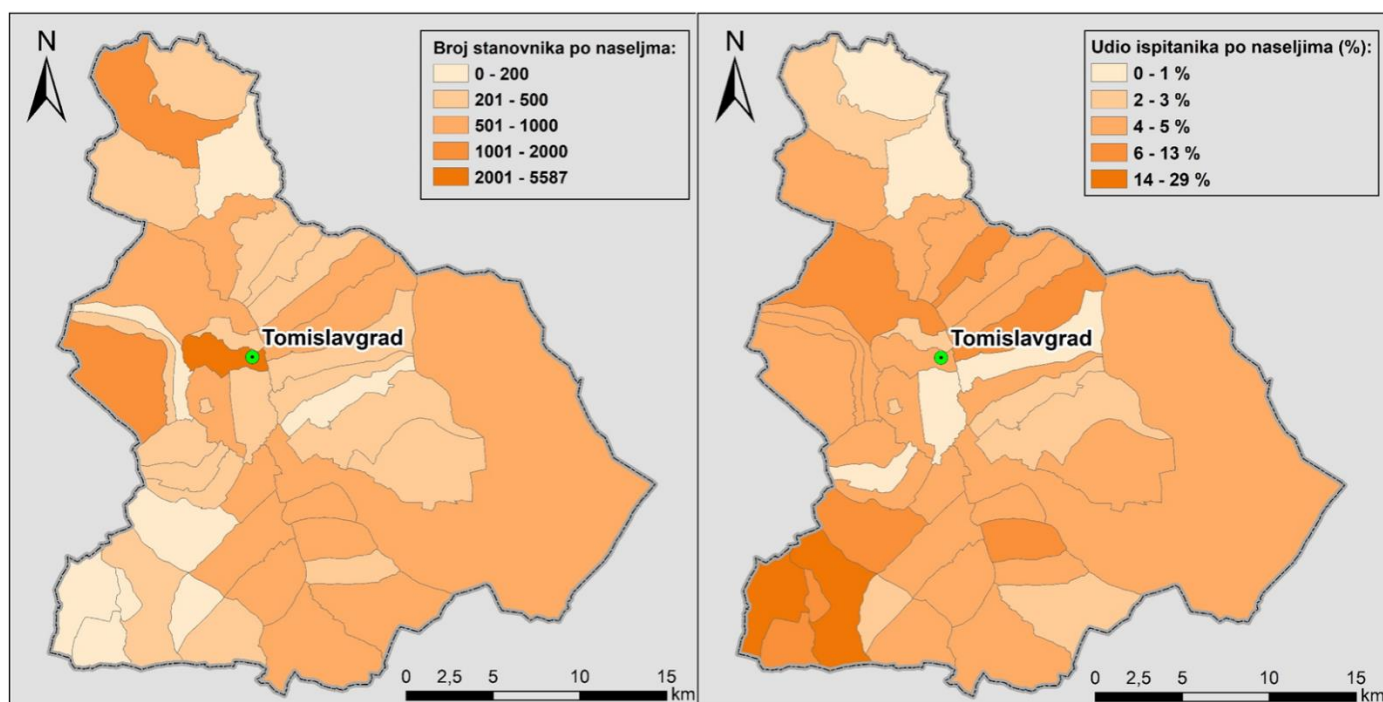 N
Broj stanovnika po naseljma:
0 - 200
201 - 500
501 - 1000
1001 - 2000
2001 - 5587
Tomislavgrad
0 2,5 5 10 15
km
N
Udio ispitanika po naseljima (%):
0 - 1 %
2 - 3 %
4 - 5 %
6 - 13 %
14 - 29 %
Tomislavgrad
0 2,5 5 10 15
km